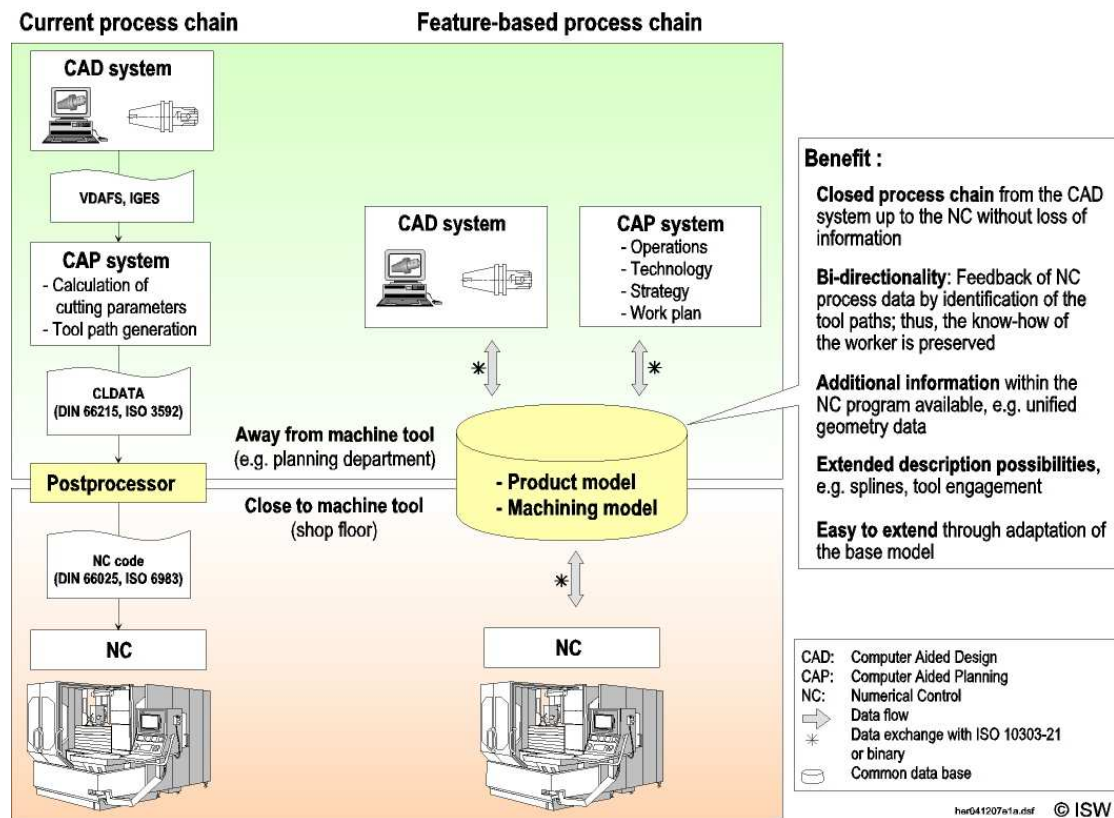 Current process chain
Feature-based process chain
CAD system
VDAFS, IGES
CAP system
- Calculation of
cutting parameters
- Tool path generation
CLDATA
(DIN 66215, ISO 3592)
Postprocessor
NC code
(DIN 66025, ISO 6983)
NC
CAD system
CAP system
- Operations
- Technology
- Strategy
- Work plan
*
*
Away from machine tool
(e.g. planning department)
Close to machine tool
(shop floor)
- Product model
- Machining model
*
NC
Benefit :
Closed process chain from the CAD
system up to the NC without loss of
information
Bi-directionality: Feedback of NC
process data by identification of the
tool paths; thus, the know-how of
the worker is preserved
Additional information within the
NC program available, e.g. unified
geometry data
Extended description possibilities,
e.g. splines, tool engagement
Easy to extend through adaptation of
the base model
CAD: Computer Aided Design
CAP: Computer Aided Planning
NC: Numerical Control
Data flow
* Data exchange with ISO 10303-21
or binary
Common data base
her041207e1a.dsf © ISW